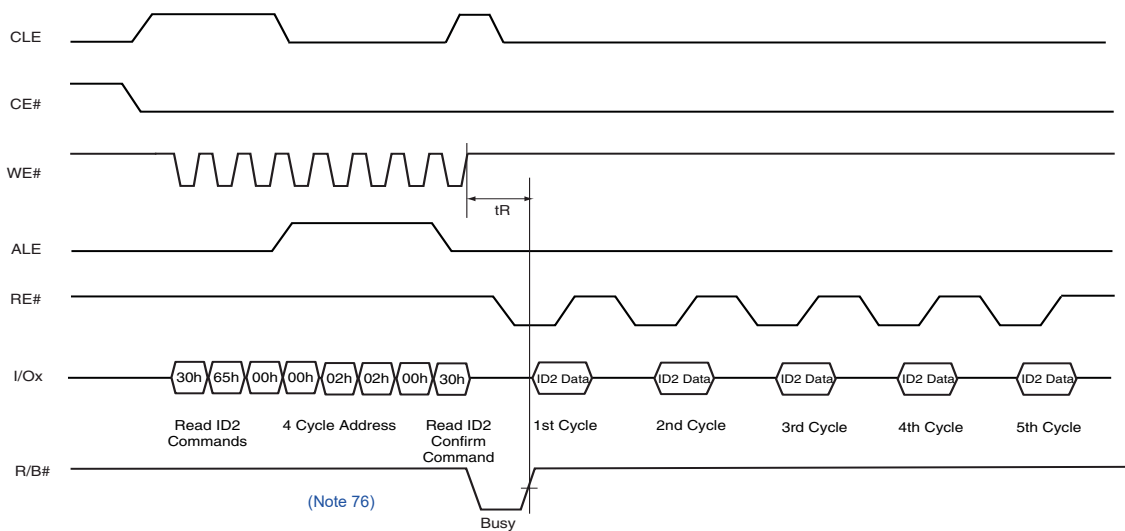 CLE
CE#
WE#
tR
ALE
RE#
I/Ox
30h 65h 00h 00h 02h 02h 00h 30h ID2 Data ID2 Data ID2 Data ID2 Data ID2 Data
Read ID2
Commands
4 Cycle Address
Read ID2
Confirm
Command
1st Cycle
2nd Cycle
3rd Cycle
4th Cycle
5th Cycle
R/B#
(Note 76)
Busy